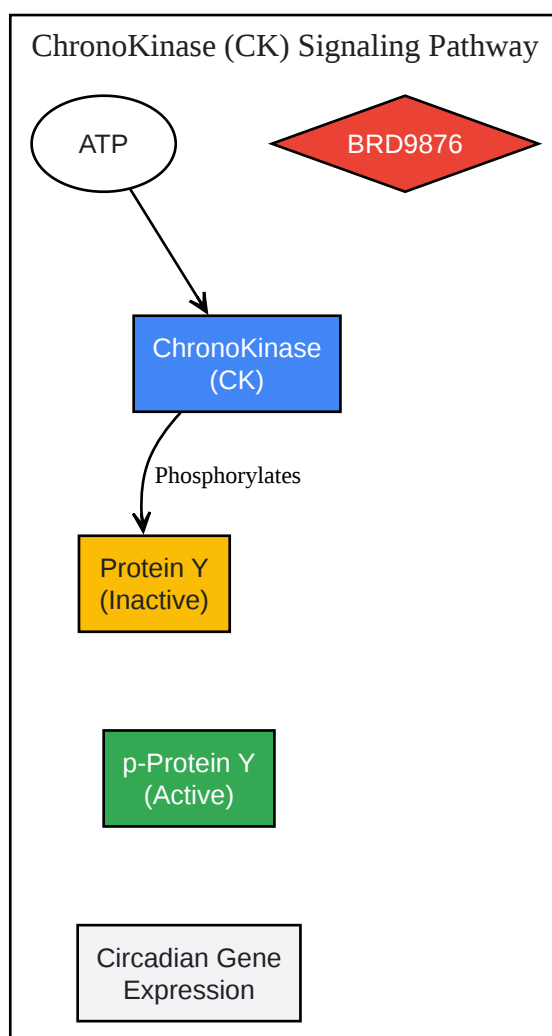 ChronoKinase (CK) Signaling Pathway
ATP
BRD9876
ChronoKinase
(CK)
Phosphorylates
Protein Y
(Inactive)
p-Protein Y
(Active)
Circadian Gene
Expression